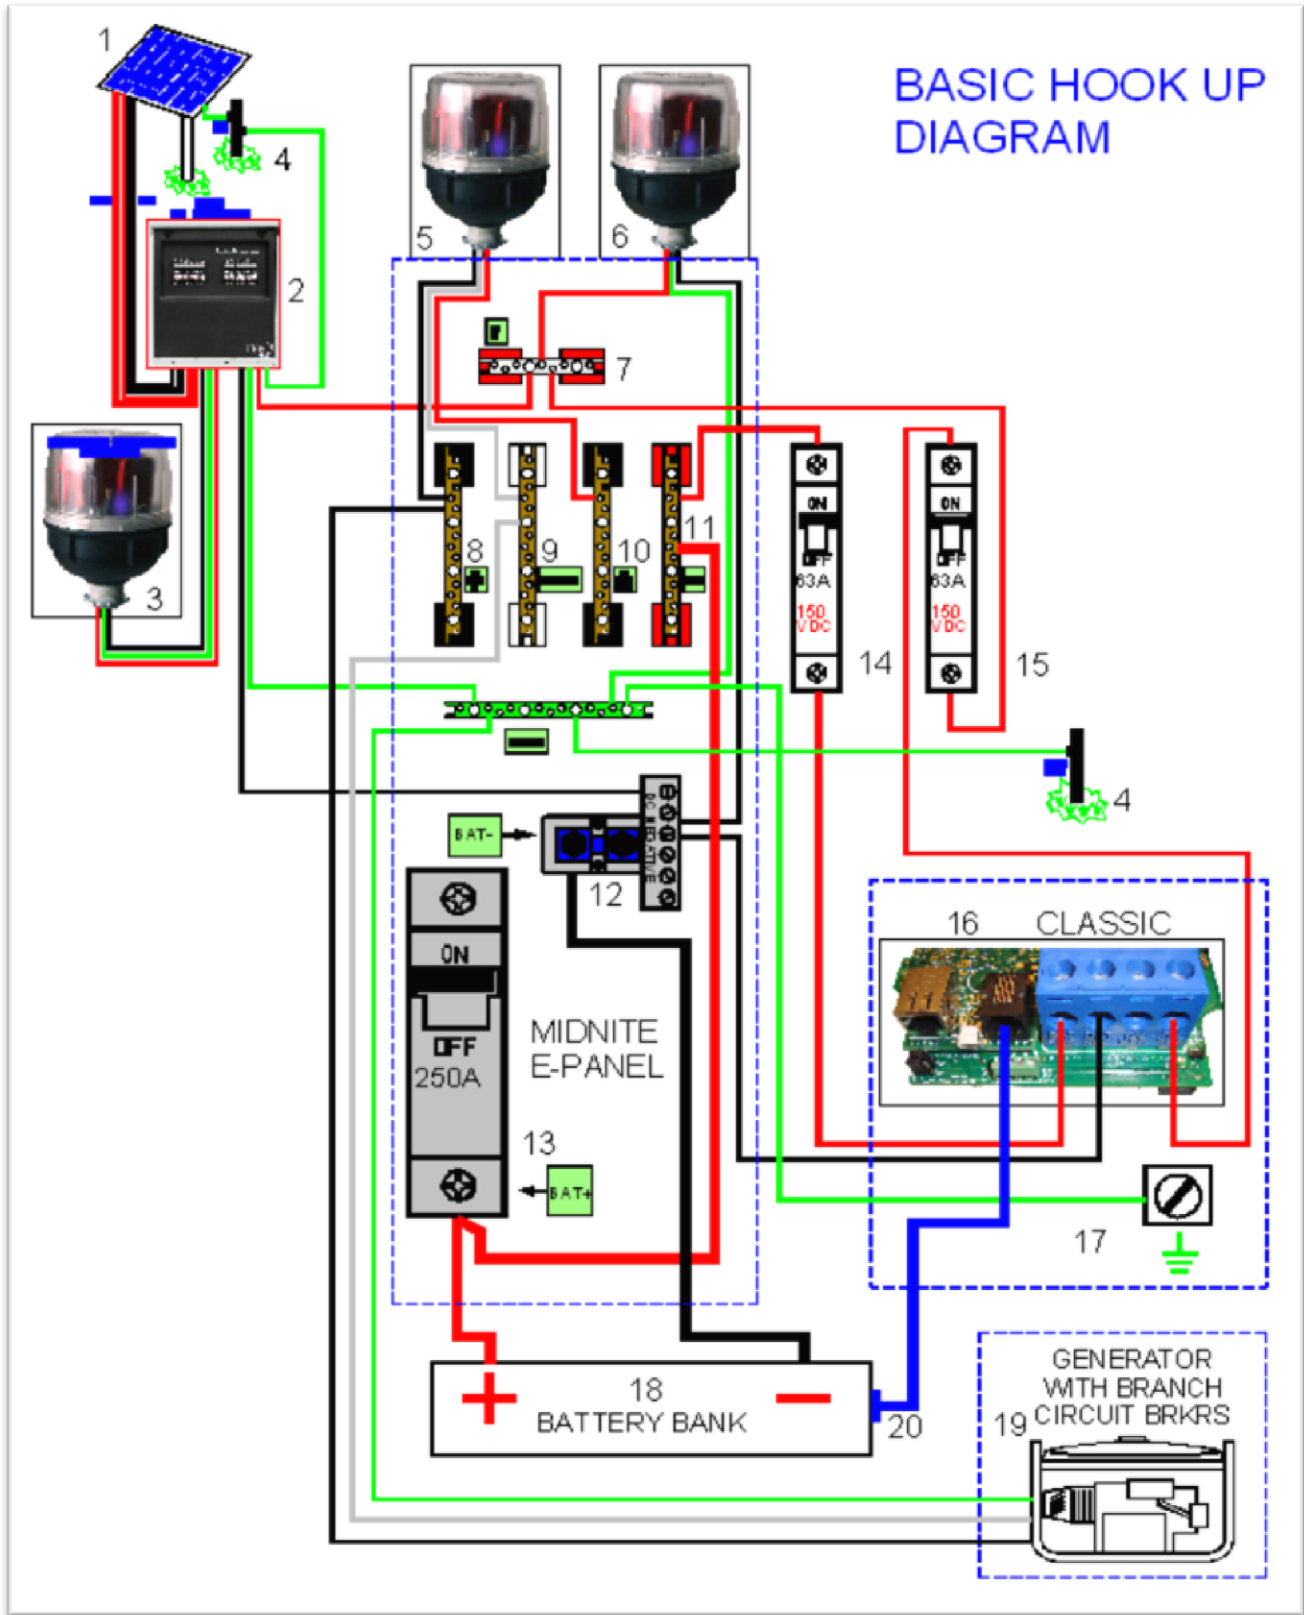 BASIC HOOK UP
DIAGRAM
1
4
2
5
6
3
7
8
9
10
11
ON
OFF
63A
150
VDC
14
ON
OFF
63A
150
VDC
15
4
BAT-
DC NEGATIVE
12
ON
OFF
250A
MIDNITE
E-PANEL
13
BAT+
16
CLASSIC
17
18
BATTERY BANK
20
GENERATOR
WITH BRANCH
CIRCUIT BRKRS
19